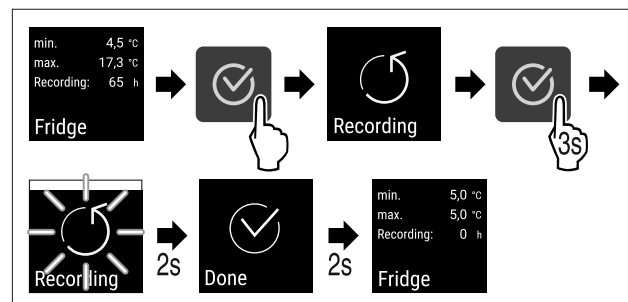 min. 4,5 °C
max. 17,3 °C
Recording: 65 h
Fridge
Recording
3s
Recording
2s
Done
2s
min. 5,0 °C
max. 5,0 °C
Recording: 0 h
Fridge